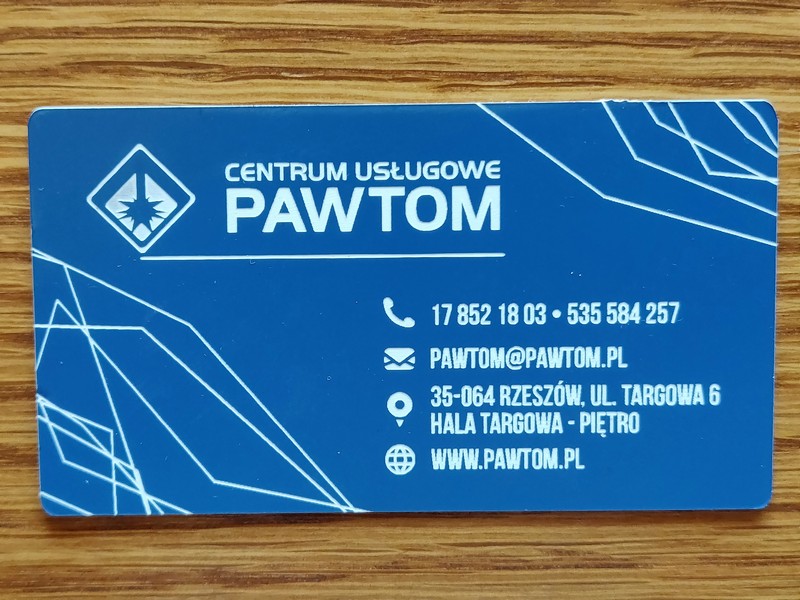 CENTRUM USŁUGOWE
PAWTOM
17 852 18 03 • 535 584 257
PAWTOM@PAWTOM.PL
35-064 RZESZÓW, UL. TARGOWA 6
HALA TARGOWA - PIĘTRO
WWW.PAWTOM.PL